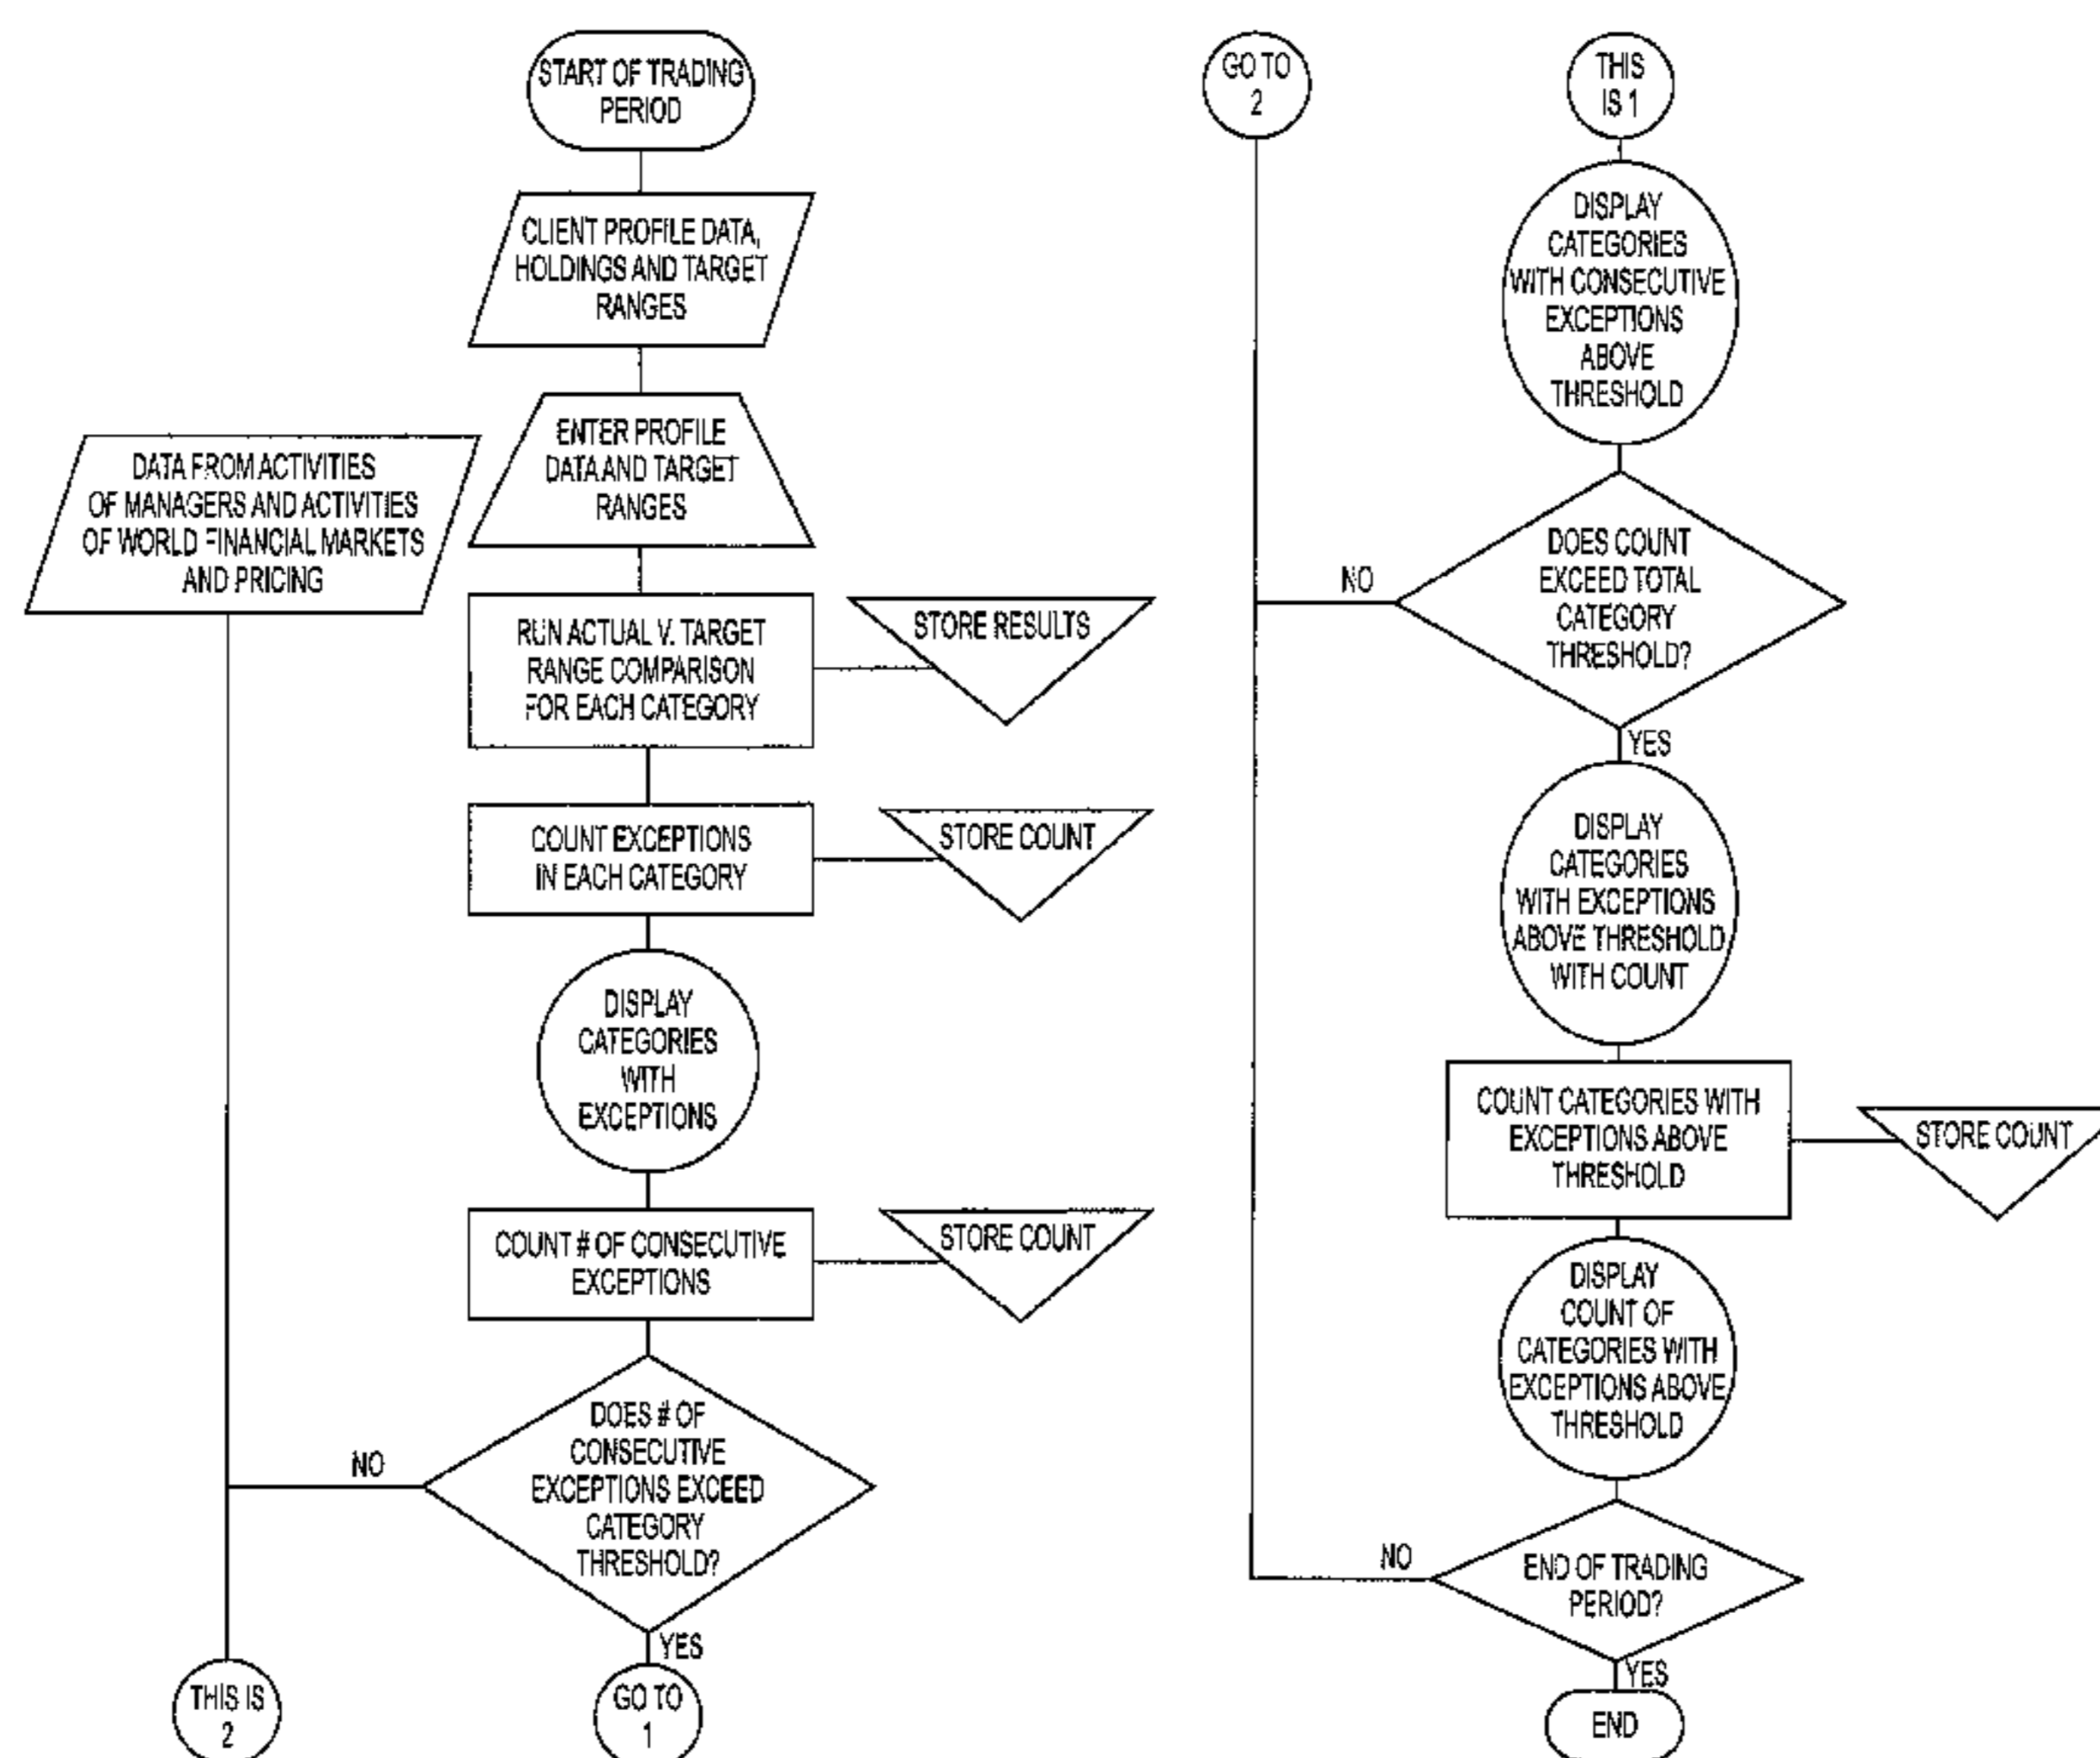 START OF TRADING
PERIOD
CLIENT PROFILE DATA,
HOLDINGS AND TARGET
RANGES
ENTER PROFILE
DATA AND TARGET
RANGES
DATA FROM ACTIVITIES
OF MANAGERS AND ACTIVITIES
OF WORLD FINANCIAL MARKETS
AND PRICING
RUN ACTUAL V. TARGET
RANGE COMPARISON
FOR EACH CATEGORY
STORE RESULTS
COUNT EXCEPTIONS
IN EACH CATEGORY
STORE COUNT
DISPLAY
CATEGORIES
WITH
EXCEPTIONS
COUNT # OF CONSECUTIVE
EXCEPTIONS
STORE COUNT
DOES # OF
CONSECUTIVE
EXCEPTIONS EXCEED
CATEGORY
THRESHOLD?
NO
YES
THIS IS
2
GO TO
1
GO TO
2
THIS
IS 1
DISPLAY
CATEGORIES
WITH CONSECUTIVE
EXCEPTIONS
ABOVE
THRESHOLD
DOES COUNT
EXCEED TOTAL
CATEGORY
THRESHOLD?
NO
YES
DISPLAY
CATEGORIES
WITH EXCEPTIONS
ABOVE THRESHOLD
WITH COUNT
COUNT CATEGORIES WITH
EXCEPTIONS ABOVE
THRESHOLD
STORE COUNT
DISPLAY
COUNT OF
CATEGORIES WITH
EXCEPTIONS ABOVE
THRESHOLD
END OF TRADING
PERIOD?
NO
YES
END